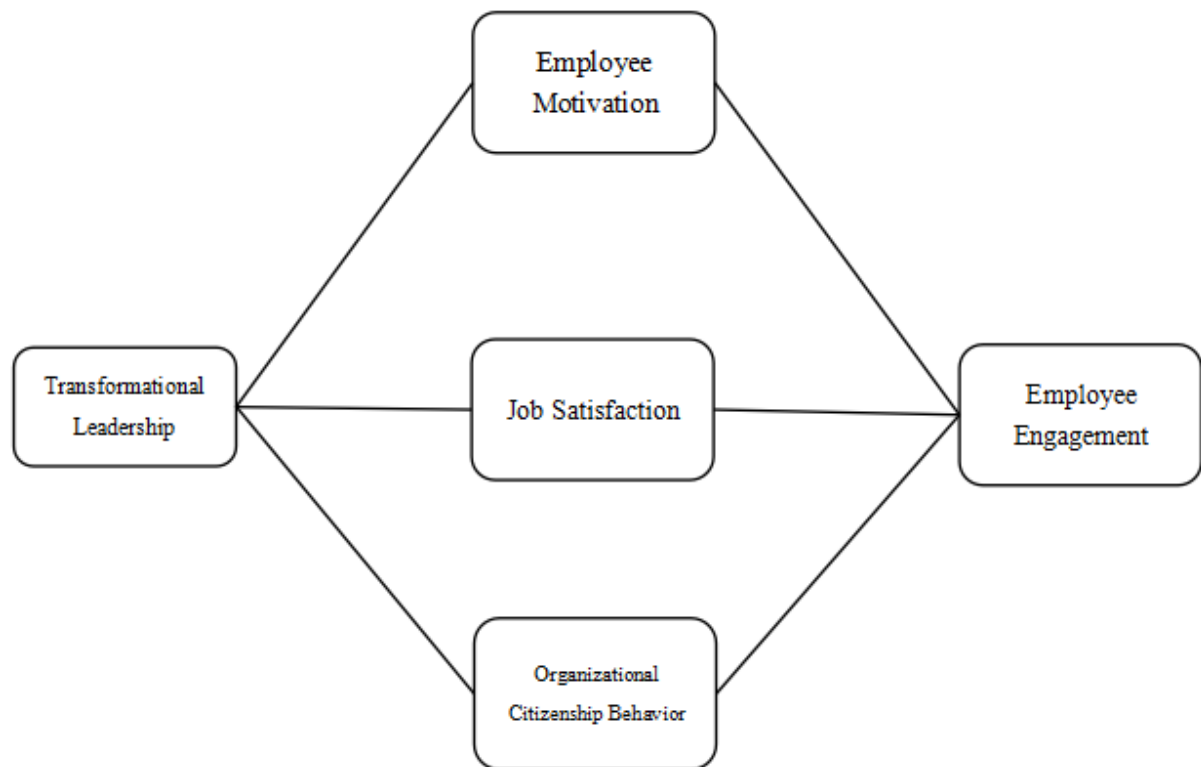 Employee
Motivation
Transformational
Leadership
Job Satisfaction
Employee
Engagement
Organizational
Citizenship Behavior